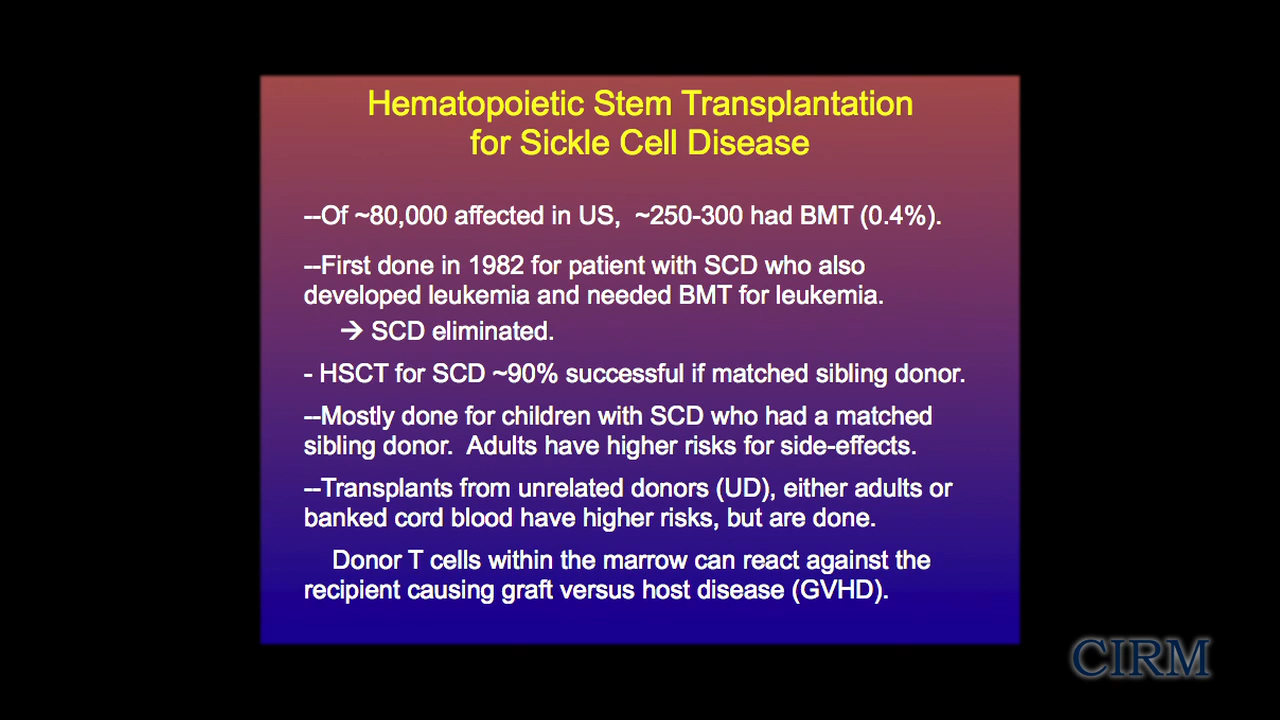 Hematopoietic Stem Transplantation
for Sickle Cell Disease
--Of ~80,000 affected in US,  ~250-300 had BMT (0.4%).
--First done in 1982 for patient with SCD who also
developed leukemia and needed BMT for leukemia.
→ SCD eliminated.
- HSCT for SCD ~90% successful if matched sibling donor.
--Mostly done for children with SCD who had a matched
sibling donor.  Adults have higher risks for side-effects.
--Transplants from unrelated donors (UD), either adults or
banked cord blood have higher risks, but are done.
Donor T cells within the marrow can react against the
recipient causing graft versus host disease (GVHD).
CIRM